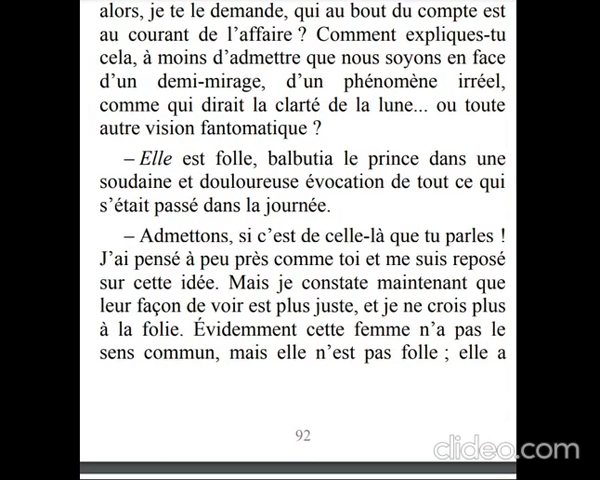 alors, je te le demande, qui au bout du compte est
au courant de l’affaire ? Comment expliques-tu
cela, à moins d’admettre que nous soyons en face
d’un demi-mirage, d’un phénomène irréel,
comme qui dirait la clarté de la lune... ou toute
autre vision fantomatique ?
– Elle est folle, balbutia le prince dans une
soudaine et douloureuse évocation de tout ce qui
s’était passé dans la journée.
– Admettons, si c’est de celle-là que tu parles !
J’ai pensé à peu près comme toi et me suis reposé
sur cette idée. Mais je constate maintenant que
leur façon de voir est plus juste, et je ne crois plus
à la folie. Évidemment cette femme n’a pas le
sens commun, mais elle n’est pas folle ; elle a
92
clideo.com